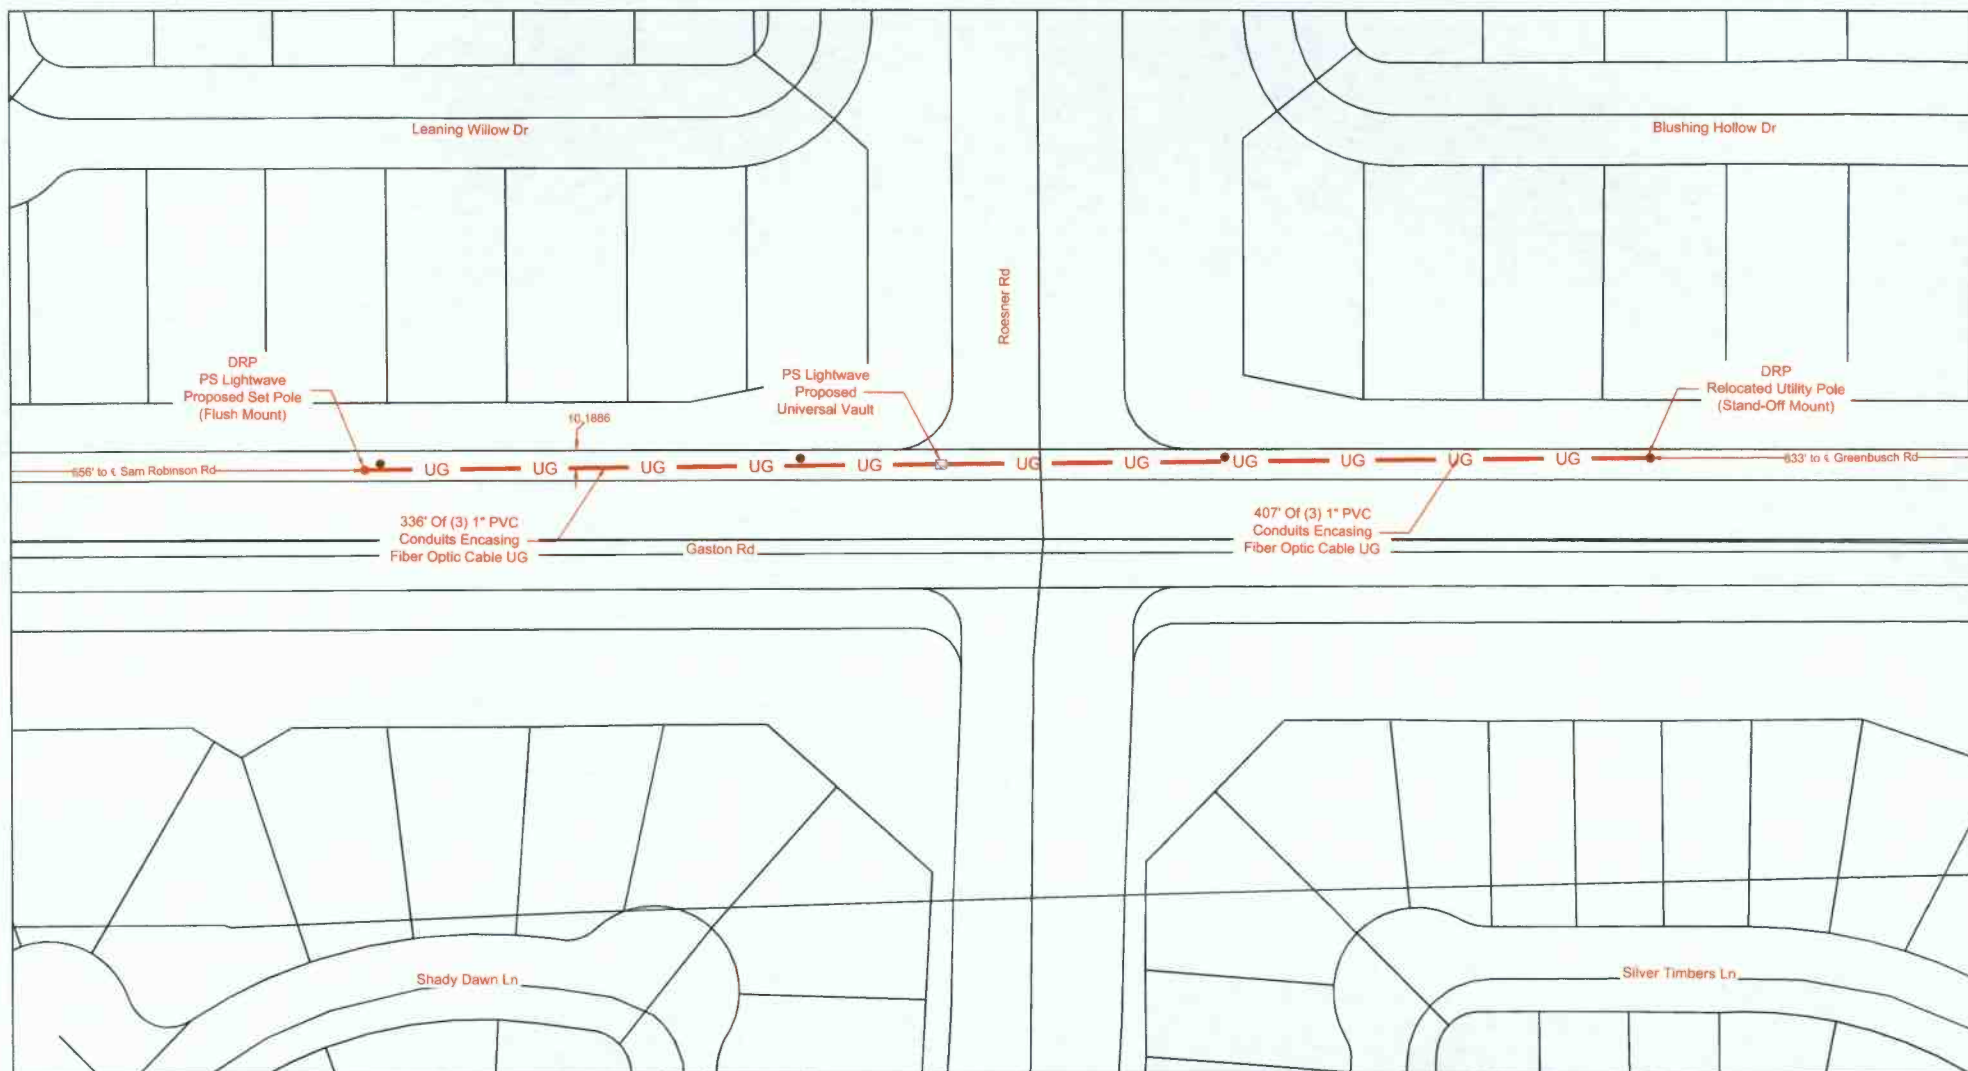 Leaning Willow Dr
Blushing Hollow Dr
Roesner Rd
DRP
PS Lightwave
Proposed Set Pole
(Flush Mount)
PS Lightwave
Proposed
Universal Vault
DRP
Relocated Utility Pole
(Stand-Off Mount)
10.1886
656' to ℄ Sam Robinson Rd
UG UG UG UG UG UG UG UG UG UG UG
833' to ℄ Greenbusch Rd
336' Of (3) 1" PVC
Conduits Encasing
Fiber Optic Cable UG
Gaston Rd
407' Of (3) 1" PVC
Conduits Encasing
Fiber Optic Cable UG
Shady Dawn Ln
Silver Timbers Ln